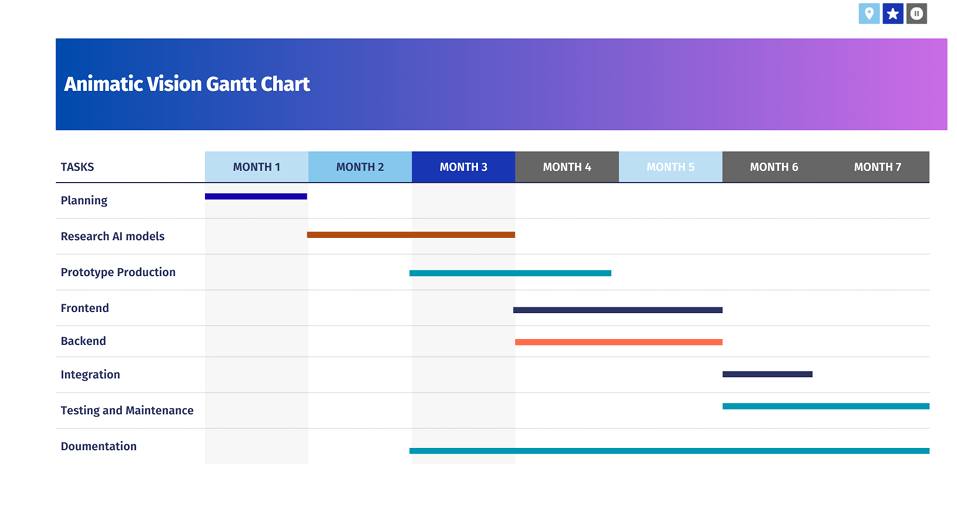 Animatic Vision Gantt Chart
TASKS MONTH 1 MONTH 2 MONTH 3 MONTH 4 MONTH 5 MONTH 6 MONTH 7
Planning
Research AI models
Prototype Production
Frontend
Backend
Integration
Testing and Maintenance
Doumentation